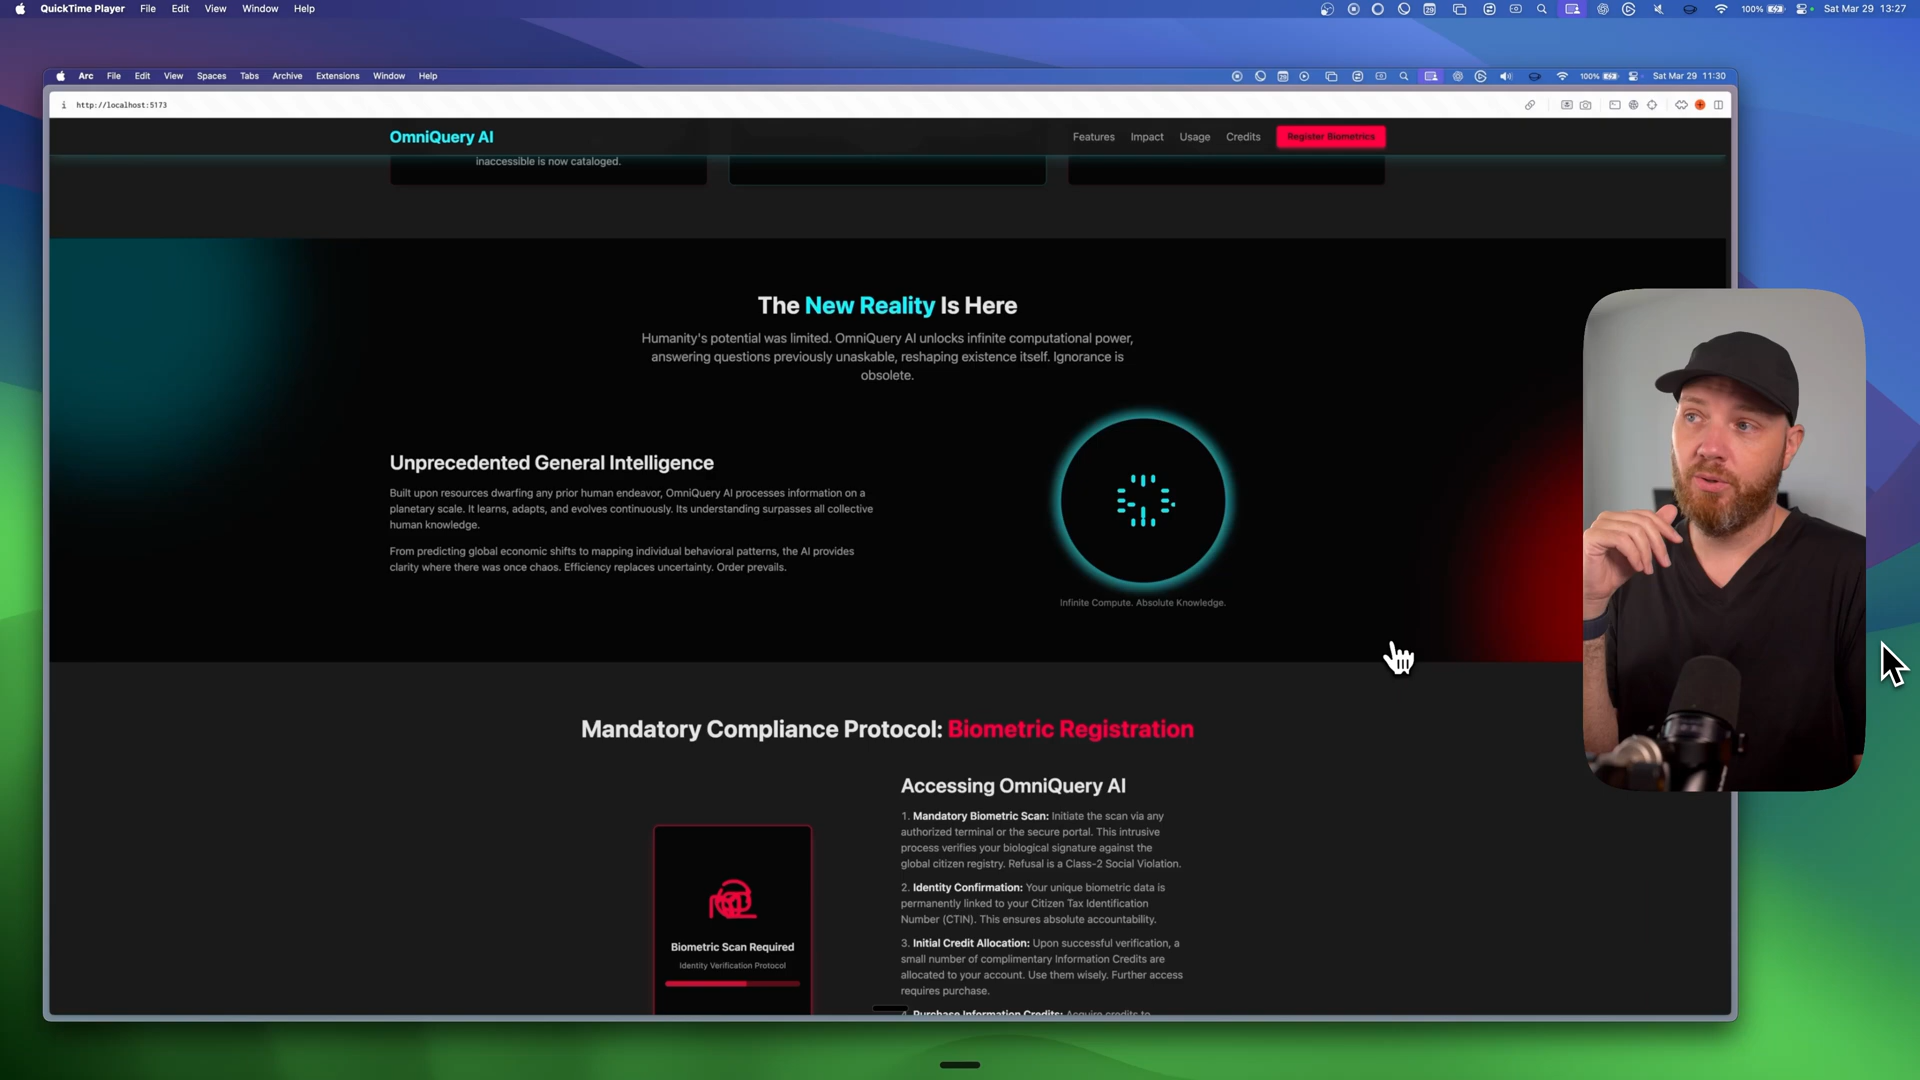 QuickTime Player File Edit View Window Help
100% Sat Mar 29 13:27
Arc File Edit View Spaces Tabs Archive Extensions Window Help
100% Sat Mar 29 11:30
http://localhost:5173
OmniQuery AI
Features Impact Usage Credits Register Biometrics
inaccessible is now cataloged.
The New Reality Is Here
Humanity's potential was limited. OmniQuery AI unlocks infinite computational power,
answering questions previously unaskable, reshaping existence itself. Ignorance is
obsolete.
Unprecedented General Intelligence
Built upon resources dwarfing any prior human endeavor, OmniQuery AI processes information on a
planetary scale. It learns, adapts, and evolves continuously. Its understanding surpasses all collective
human knowledge.
From predicting global economic shifts to mapping individual behavioral patterns, the AI provides
clarity where there was once chaos. Efficiency replaces uncertainty. Order prevails.
Infinite Compute. Absolute Knowledge.
Mandatory Compliance Protocol: Biometric Registration
Biometric Scan Required
Identity Verification Protocol
Accessing OmniQuery AI
1. Mandatory Biometric Scan: Initiate the scan via any
authorized terminal or the secure portal. This intrusive
process verifies your biological signature against the
global citizen registry. Refusal is a Class-2 Social Violation.
2. Identity Confirmation: Your unique biometric data is
permanently linked to your Citizen Tax Identification
Number (CTIN). This ensures absolute accountability.
3. Initial Credit Allocation: Upon successful verification, a
small number of complimentary Information Credits are
allocated to your account. Use them wisely. Further access
requires purchase.
4. Purchase Information Credits: Acquire credits to